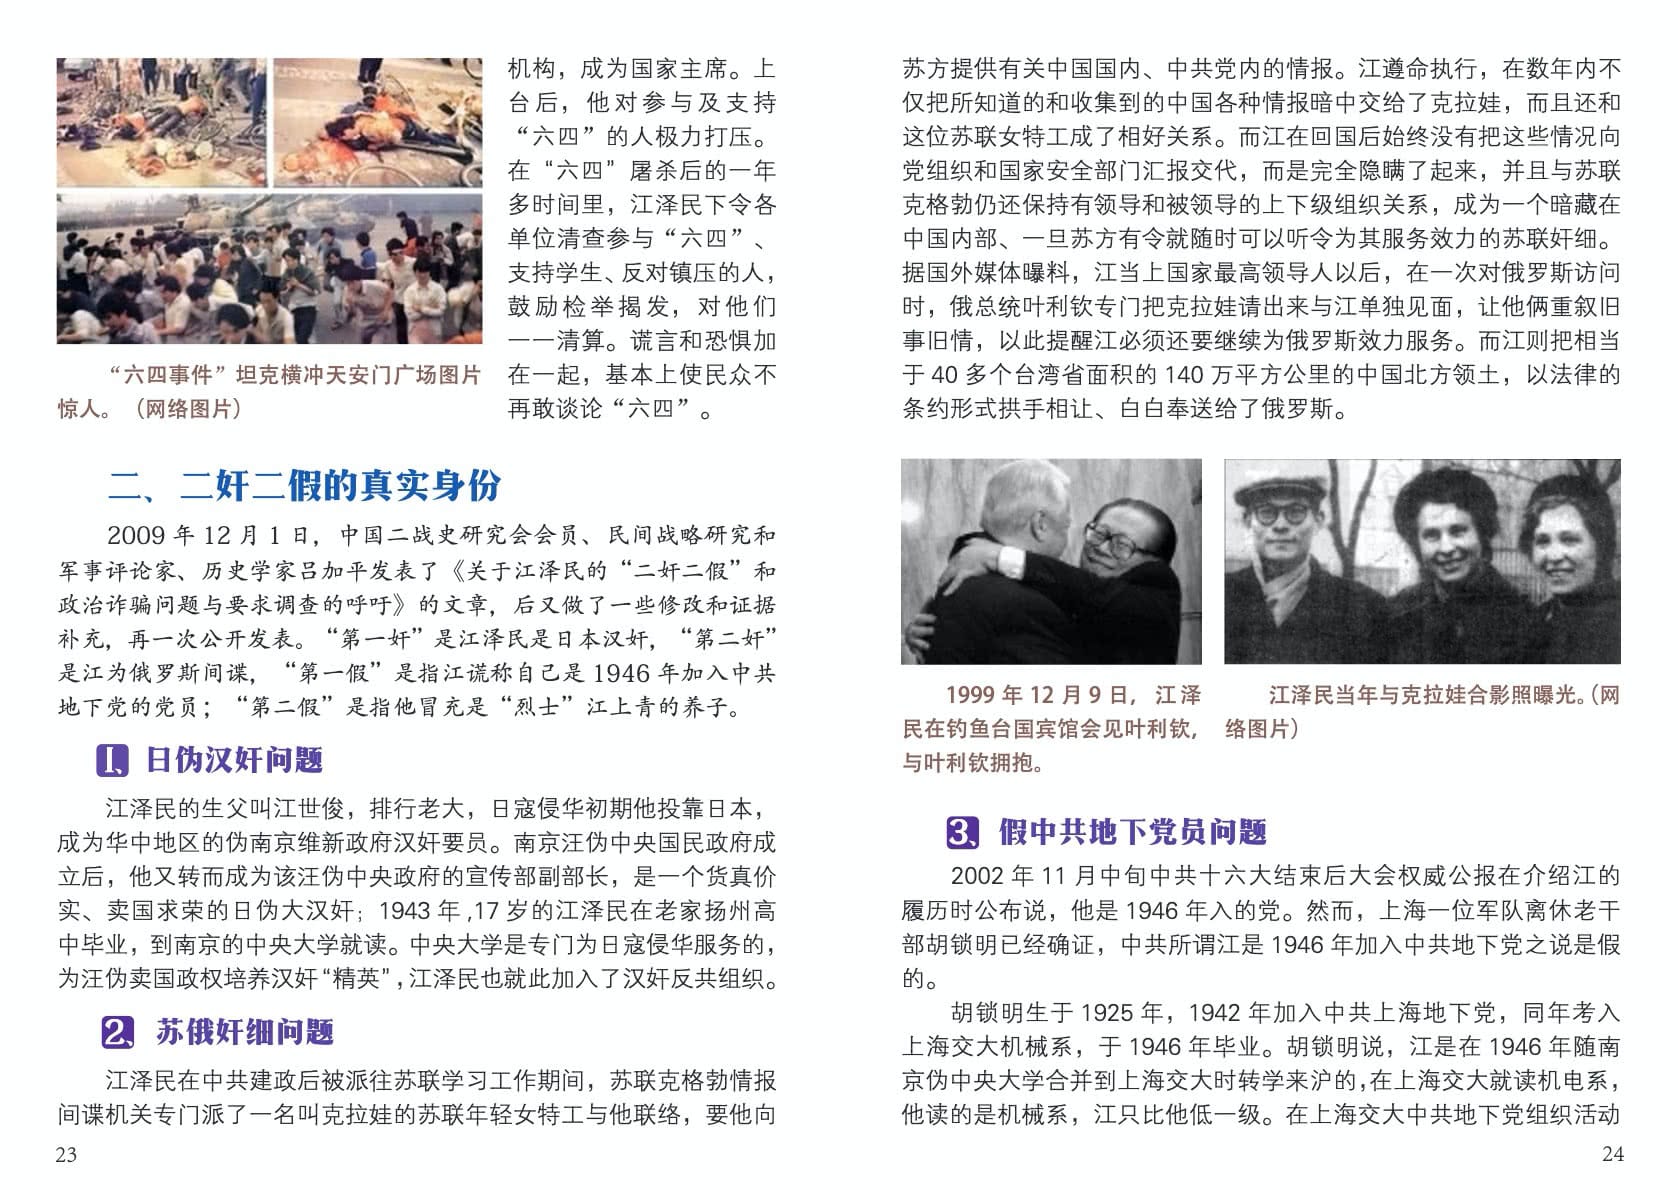 机构，成为国家主席。上
台后，他对参与及支持
“六四”的人极力打压。
在“六四”屠杀后的一年
多时间里，江泽民下令各
单位清查参与“六四”、
支持学生、反对镇压的人，
鼓励检举揭发，对他们
一一清算。谎言和恐惧加
在一起，基本上使民众不
再敢谈论“六四”。
“六四事件”坦克横冲天安门广场图片
惊人。（网络图片）
二、二奸二假的真实身份
2009 年 12 月 1 日，中国二战史研究会会员、民间战略研究和
军事评论家、历史学家吕加平发表了《关于江泽民的“二奸二假”和
政治诈骗问题与要求调查的呼吁》的文章，后又做了一些修改和证据
补充，再一次公开发表。“第一奸”是江泽民是日本汉奸，“第二奸”
是江为俄罗斯间谍，“第一假”是指江谎称自己是 1946 年加入中共
地下党的党员；“第二假”是指他冒充是“烈士”江上青的养子。
1、日伪汉奸问题
江泽民的生父叫江世俊，排行老大，日寇侵华初期他投靠日本，
成为华中地区的伪南京维新政府汉奸要员。南京汪伪中央国民政府成
立后，他又转而成为该汪伪中央政府的宣传部副部长，是一个货真价
实、卖国求荣的日伪大汉奸；1943 年 ,17 岁的江泽民在老家扬州高
中毕业，到南京的中央大学就读。中央大学是专门为日寇侵华服务的，
为汪伪卖国政权培养汉奸“精英”,江泽民也就此加入了汉奸反共组织。
2、苏俄奸细问题
江泽民在中共建政后被派往苏联学习工作期间，苏联克格勃情报
间谍机关专门派了一名叫克拉娃的苏联年轻女特工与他联络，要他向
23
苏方提供有关中国国内、中共党内的情报。江遵命执行，在数年内不
仅把所知道的和收集到的中国各种情报暗中交给了克拉娃，而且还和
这位苏联女特工成了相好关系。而江在回国后始终没有把这些情况向
党组织和国家安全部门汇报交代，而是完全隐瞒了起来，并且与苏联
克格勃仍还保持有领导和被领导的上下级组织关系，成为一个暗藏在
中国内部、一旦苏方有令就随时可以听令为其服务效力的苏联奸细。
据国外媒体曝料，江当上国家最高领导人以后，在一次对俄罗斯访问
时，俄总统叶利钦专门把克拉娃请出来与江单独见面，让他俩重叙旧
事旧情，以此提醒江必须还要继续为俄罗斯效力服务。而江则把相当
于 40 多个台湾省面积的 140 万平方公里的中国北方领土，以法律的
条约形式拱手相让、白白奉送给了俄罗斯。
1999 年 12 月 9 日，江泽
民在钓鱼台国宾馆会见叶利钦，
与叶利钦拥抱。
江泽民当年与克拉娃合影照曝光。（网
络图片）
3、假中共地下党员问题
2002 年 11 月中旬中共十六大结束后大会权威公报在介绍江的
履历时公布说，他是 1946 年入的党。然而，上海一位军队离休老干
部胡锁明已经确证，中共所谓江是 1946 年加入中共地下党之说是假
的。
胡锁明生于 1925 年，1942 年加入中共上海地下党，同年考入
上海交大机械系，于 1946 年毕业。胡锁明说，江是在 1946 年随南
京伪中央大学合并到上海交大时转学来沪的,在上海交大就读机电系，
他读的是机械系，江只比他低一级。在上海交大中共地下党组织活动
24